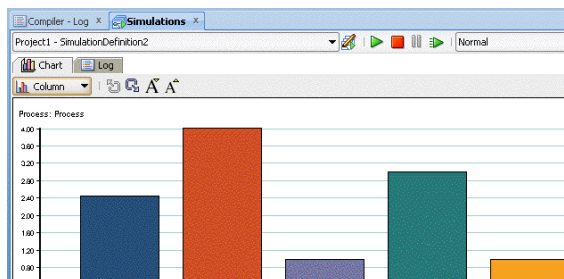 Compiler - Log x Simulations x
Project1 - SimulationDefinition2 Normal
Chart Log
Column A A
Process: Process
4.00
3.60
3.20
2.80
2.40
2.00
1.60
1.20
0.80